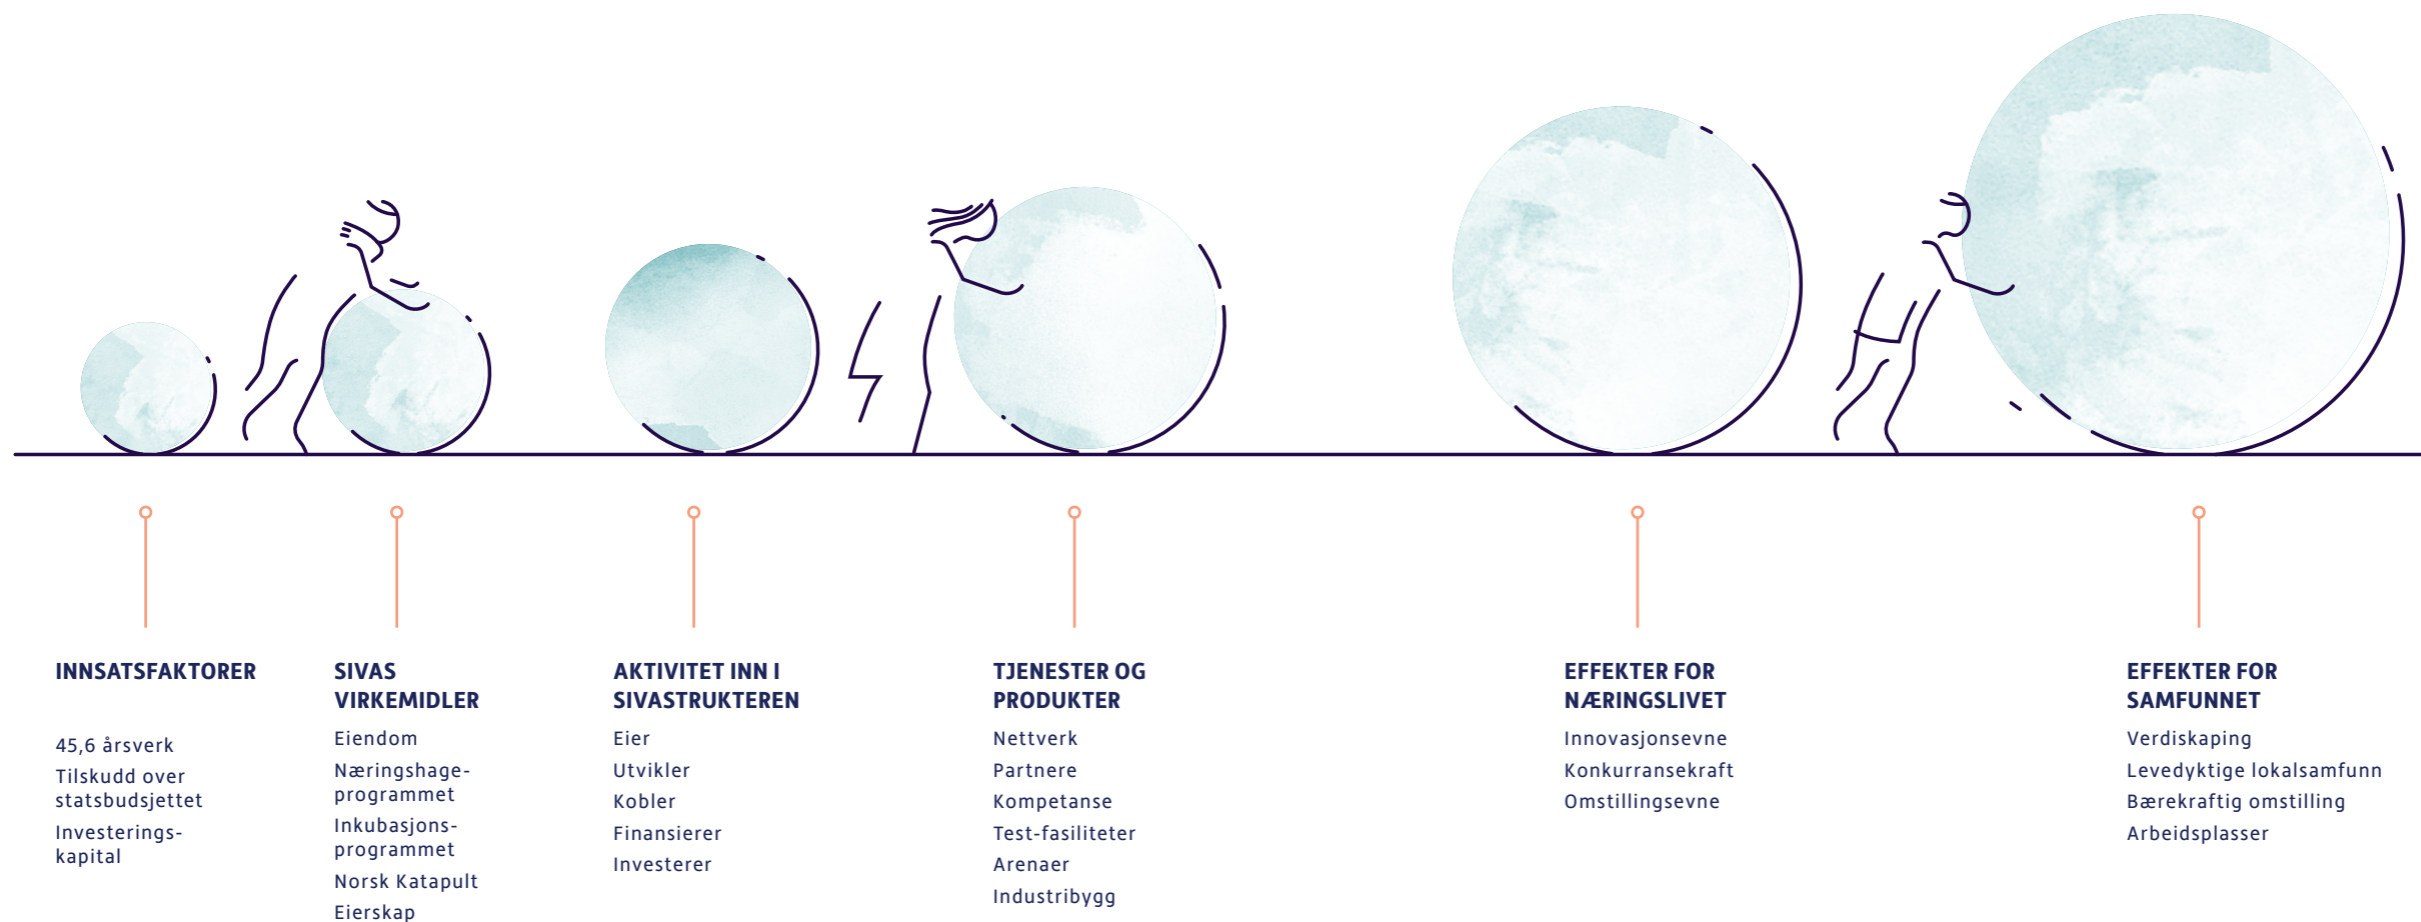 INNSATSFAKTORER
45,6 årsverk
Tilskudd over
statsbudsjettet
Investerings-
kapital
SIVAS
VIRKEMIDLER
Eiendom
Næringshage-
programmet
Inkubasjons-
programmet
Norsk Katapult
Eierskap
AKTIVITET INN I
SIVASTRUKTEREN
Eier
Utvikler
Kobler
Finansierer
Investerer
TJENESTER OG
PRODUKTER
Nettverk
Partnere
Kompetanse
Test-fasiliteter
Arenaer
Industribygg
EFFEKTER FOR
NÆRINGSLIVET
Innovasjonsevne
Konkurransekraft
Omstillingsevne
EFFEKTER FOR
SAMFUNNET
Verdiskaping
Levedyktige lokalsamfunn
Bærekraftig omstilling
Arbeidsplasser